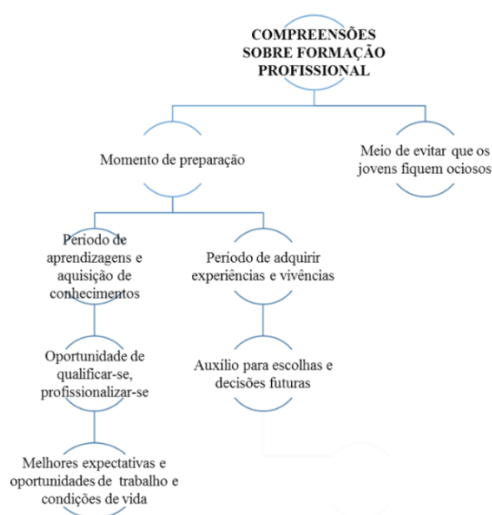 COMPREENSÕES
SOBRE FORMAÇÃO
PROFISSIONAL
Momento de preparação
Meio de evitar que os
jovens fiquem ociosos
Periodo de
aprendizagens e
aquisição de
conhecimentos
Periodo de adquirir
experiências e vivências
Oportunidade de
qualificar-se,
profissionalizar-se
Auxílio para escolhas e
decisões futuras
Melhores expectativas e
oportunidades de trabalho e
condições de vida